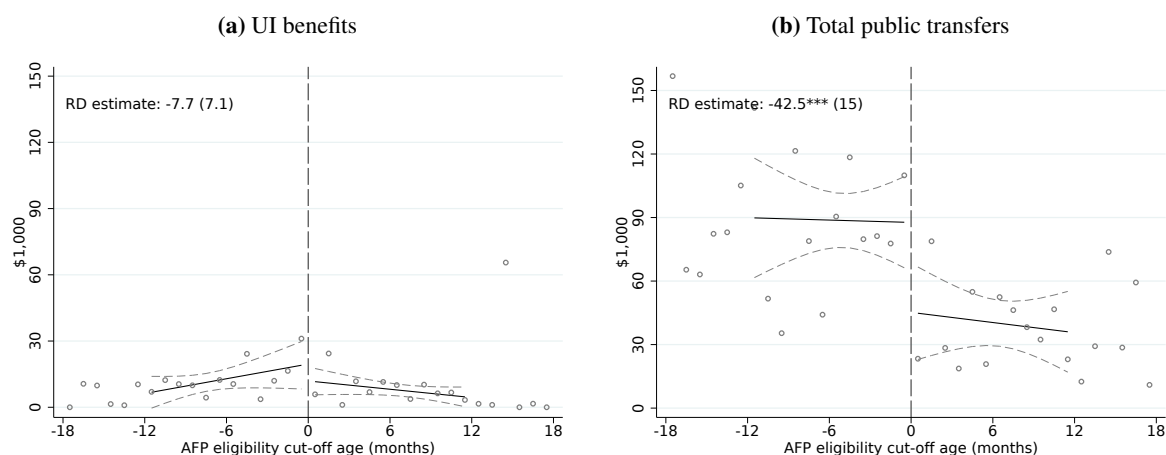 (a) UI benefits
RD estimate: -7.7 (7.1)
$1,000
150
120
90
60
30
0
-18 -12 -6 0 6 12 18
AFP eligibility cut-off age (months)
(b) Total public transfers
RD estimate: -42.5*** (15)
$1,000
150
120
90
60
30
0
-18 -12 -6 0 6 12 18
AFP eligibility cut-off age (months)